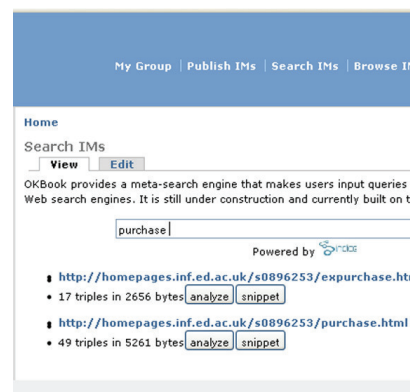 My Group | Publish IMs | Search IMs | Browse I
Home
Search IMs
View Edit
OKBook provides a meta-search engine that makes users input queries
Web search engines. It is still under construction and currently built on t
purchase
Powered by Sindice
http://homepages.inf.ed.ac.uk/s0896253/expurchase.ht
17 triples in 2656 bytes analyze snippet
http://homepages.inf.ed.ac.uk/s0896253/purchase.html
49 triples in 5261 bytes analyze snippet